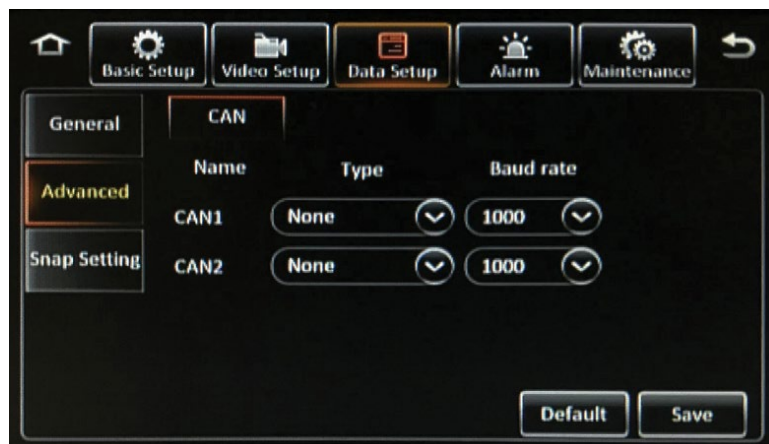 Basic Setup Video Setup Data Setup Alarm Maintenance
General
CAN
Name Type Baud rate
Advanced
CAN1 None 1000
Snap Setting
CAN2 None 1000
Default Save